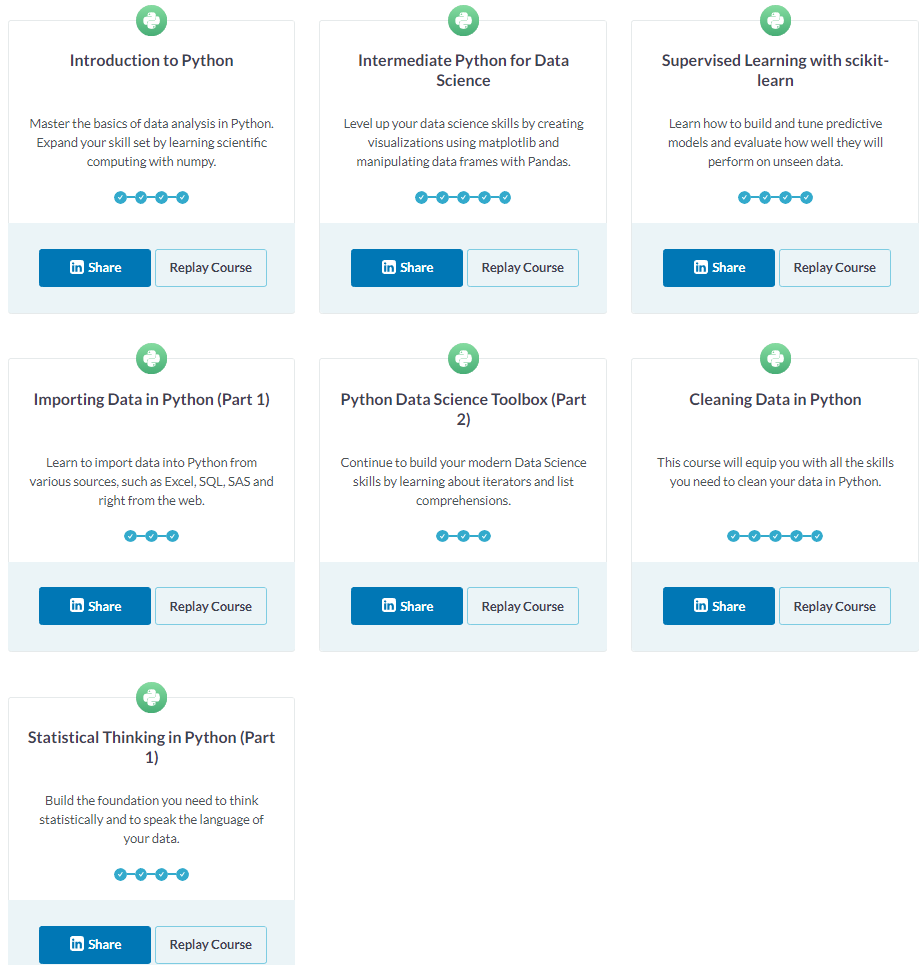 Introduction to Python
Master the basics of data analysis in Python.
Expand your skill set by learning scientific
computing with numpy.
in Share
Replay Course
Intermediate Python for Data
Science
Level up your data science skills by creating
visualizations using matplotlib and
manipulating data frames with Pandas.
in Share
Replay Course
Supervised Learning with scikit-
learn
Learn how to build and tune predictive
models and evaluate how well they will
perform on unseen data.
in Share
Replay Course
Importing Data in Python (Part 1)
Learn to import data into Python from
various sources, such as Excel, SQL, SAS and
right from the web.
in Share
Replay Course
Python Data Science Toolbox (Part
2)
Continue to build your modern Data Science
skills by learning about iterators and list
comprehensions.
in Share
Replay Course
Cleaning Data in Python
This course will equip you with all the skills
you need to clean your data in Python.
in Share
Replay Course
Statistical Thinking in Python (Part
1)
Build the foundation you need to think
statistically and to speak the language of
your data.
in Share
Replay Course